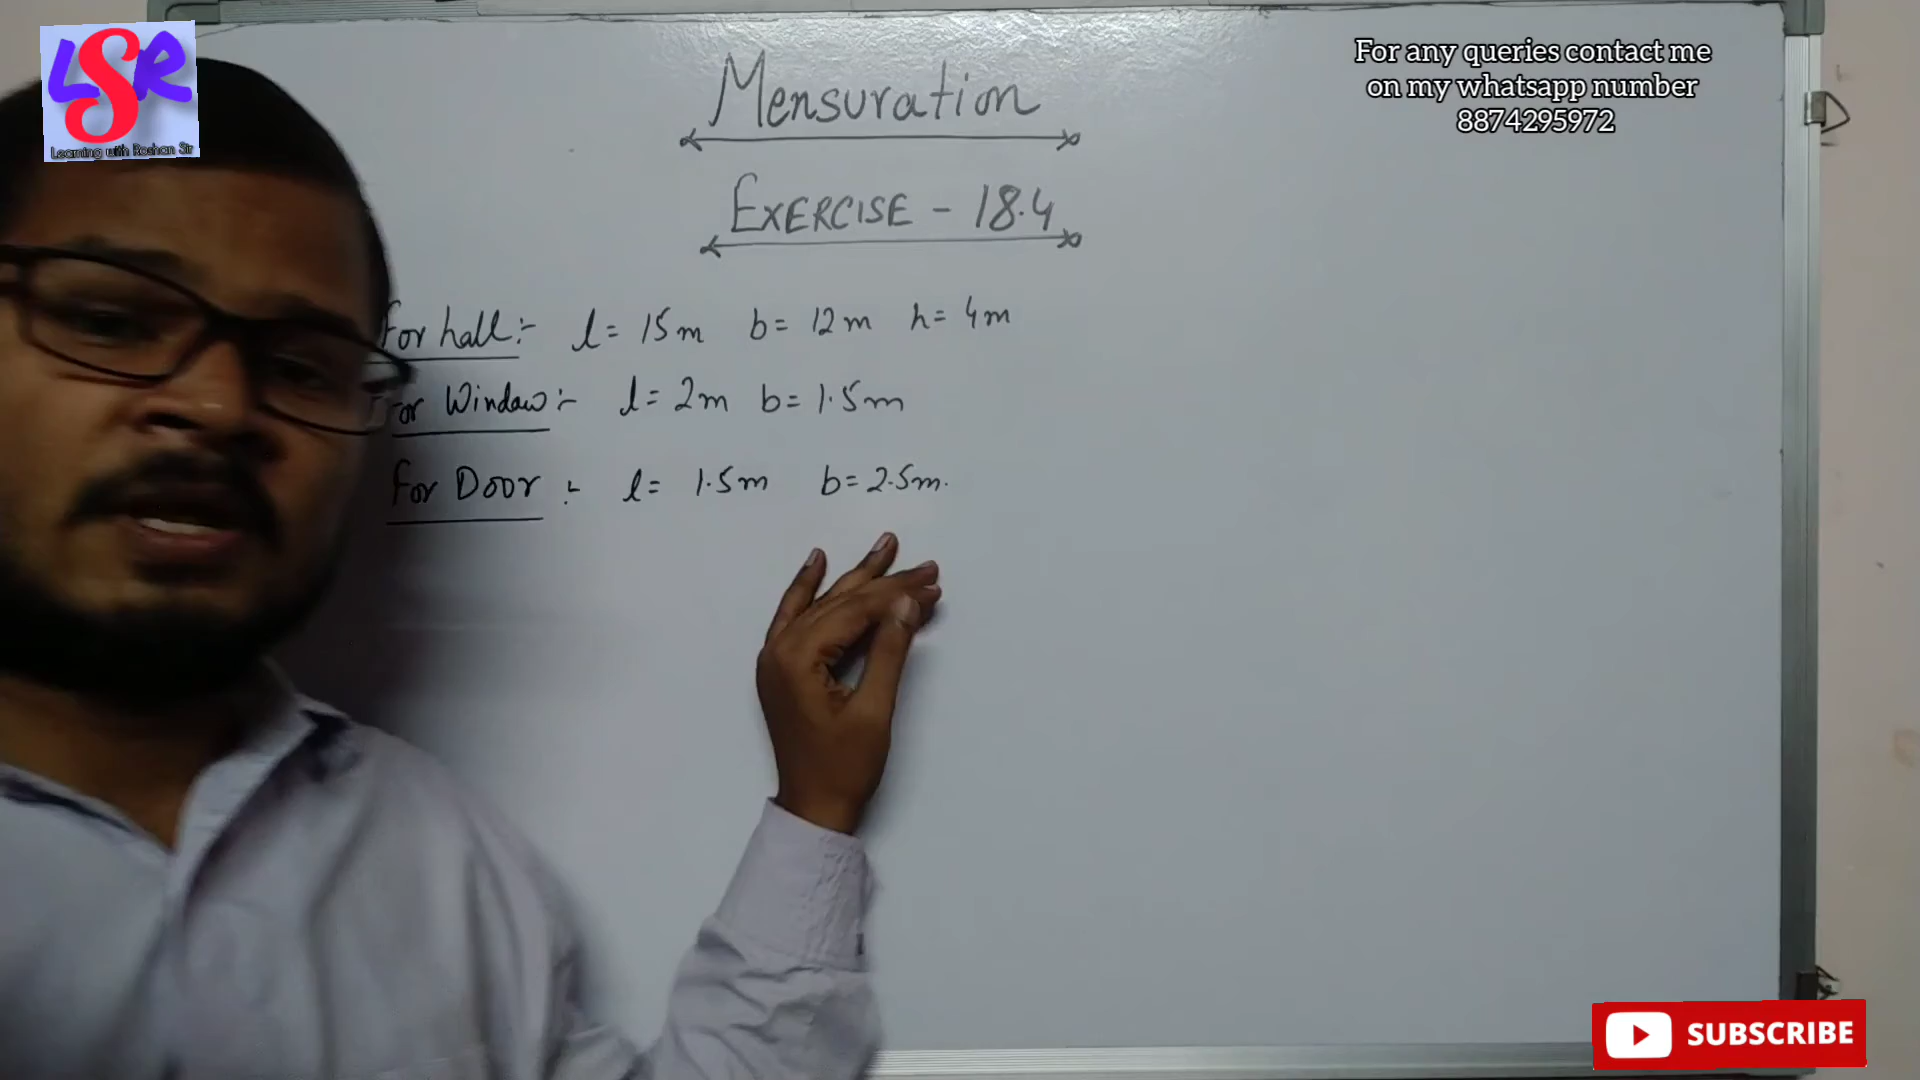 LSR
Learning with Roshan Sir
For any queries contact me
on my whatsapp number
8874295972
Mensuration
EXERCISE - 18.4
For hall :- l = 15m b = 12m h = 4m
For Window :- l = 2m b = 1.5m
For Door :- l = 1.5m b = 2.5m.
SUBSCRIBE